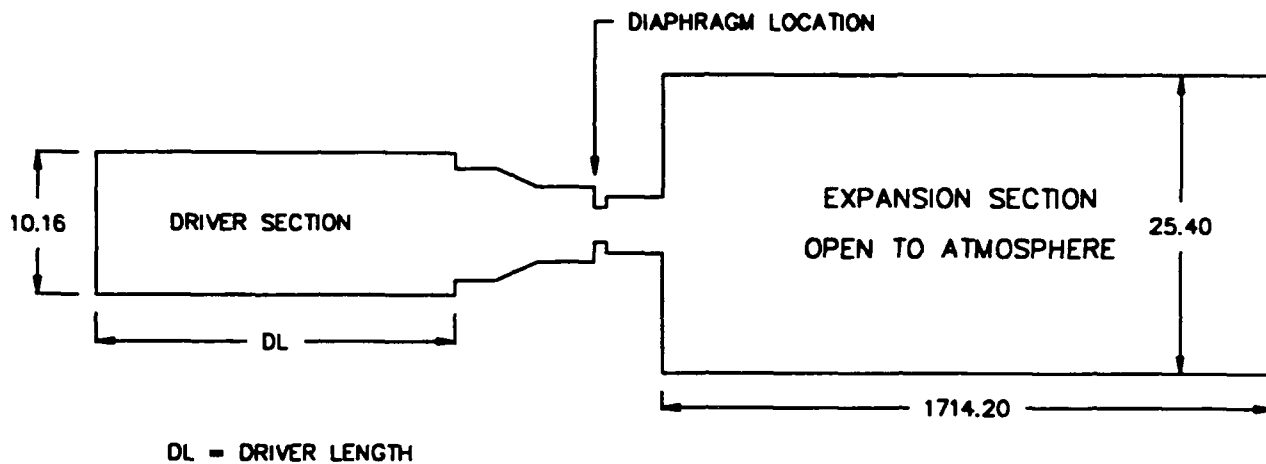 DIAPHRAGM LOCATION
10.16
DRIVER SECTION
EXPANSION SECTION
OPEN TO ATMOSPHERE
25.40
DL
1714.20
DL = DRIVER LENGTH